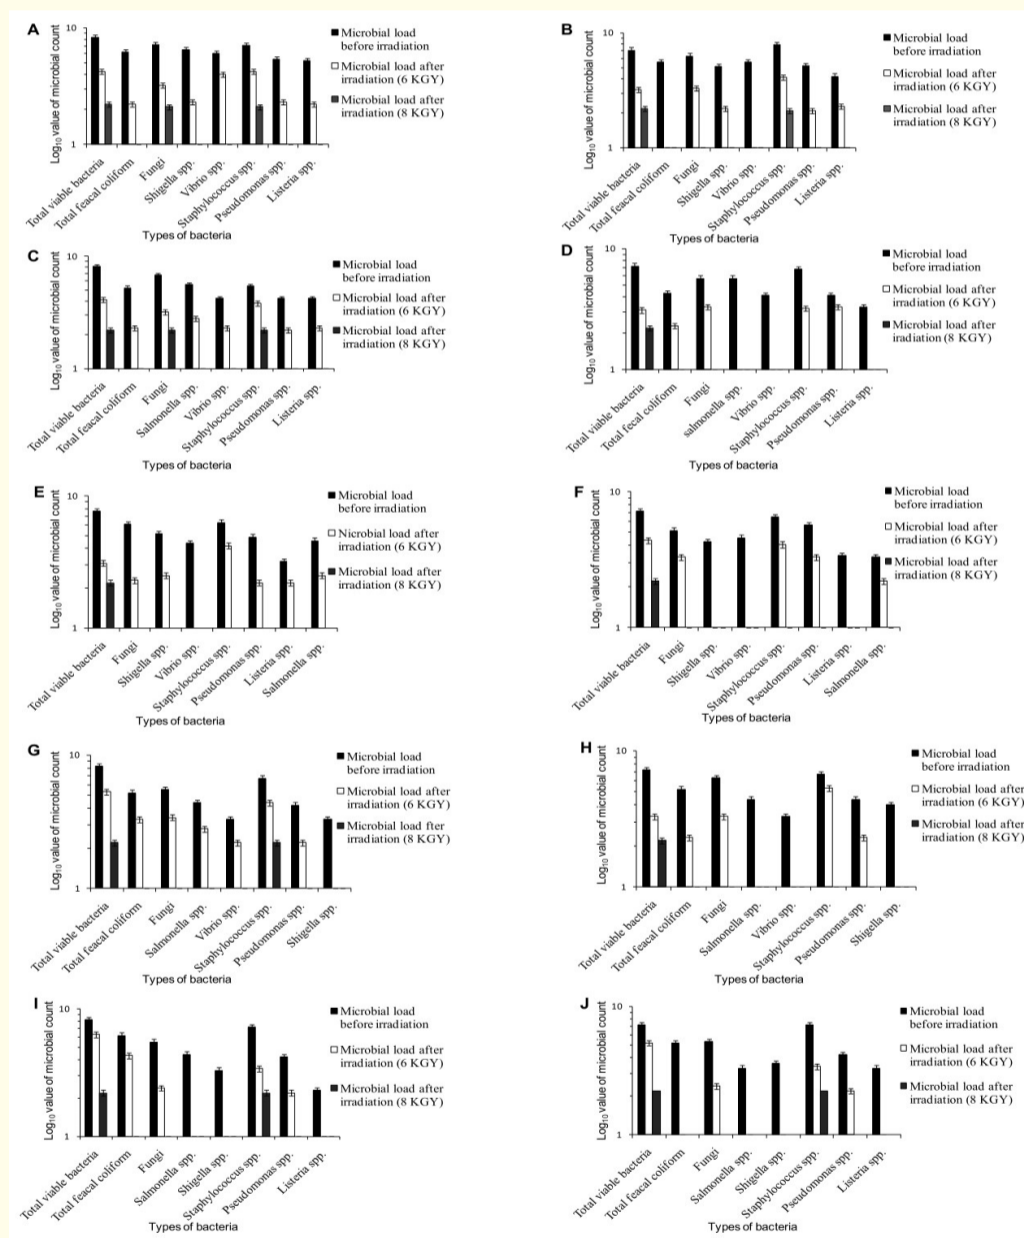 A
Log10 value of microbial count
10
1
Total viable bacteria
Total feacal coliform
Fungi
Shigella spp.
Vibrio spp.
Staphylococcus spp.
Pseudomonas spp.
Listeria spp.
Types of bacteria
Microbial load
before irradiation
Microbial load after
irradiation (6 KGY)
Microbial load after
irradiation (8 KGY)
B
Log10 value of microbial count
10
1
Total viable bacteria
Total feacal coliform
Fungi
Shigella spp.
Vibrio spp.
Staphylococcus spp.
Pseudomonas spp.
Listeria spp.
Types of bacteria
Microbial load
before irradiation
Microbial load after
irradiation (6 KGY)
Microbial load after
irradiation (8 KGY)
C
Log10 value of microbial count
10
1
Total viable bacteria
Total feacal coliform
Fungi
Salmonella spp.
Vibrio spp.
Staphylococcus spp.
Pseudomonas spp.
Listeria spp.
Types of bacteria
Microbial load
before irradiation
Microbial load after
irradiation (6 KGY)
Microbial load after
irradiation (8 KGY)
D
Log10 value of microbial count
10
1
Total viable bacteria
Total fecal coliform
Fungi
salmonella spp.
Vibrio spp.
Staphylococcus spp.
Pseudomonas spp.
Listeria spp.
Types of bacteria
Microbial load
before irradiation
Microbial load after
irradiation (6 KGY)
Microbial load after
iradiation (8 KGY)
E
Log10 value of microbial count
10
1
Total viable bacteria
Fungi
Shigella spp.
Vibrio spp.
Staphylococcus spp.
Pseudomonas spp.
Listeria spp.
Salmonella spp.
Types of bacteria
Microbial load
before irradiation
Nicrobial load after
irradiation (6 KGY)
Microbial load after
irradiation (8 KGY)
F
Log10 value of microbial count
10
1
Total viable bacteria
Fungi
Shigella spp.
Vibrio spp.
Staphylococcus spp.
Pseudomonas spp.
Listeria spp.
Salmonella spp.
Types of bacteria
Microbial load
before irradiation
Microbial load after
irradiation (6 KGY)
Microbial load after
irradiation (8 KGY)
G
Log10 value of microbial count
10
1
Total viable bacteria
Total feacal coliform
Fungi
Salmonella spp.
Vibrio spp.
Staphylococcus spp.
Pseudomonas spp.
Shigella spp.
Types of bacteria
Microbial load
before irradiation
Microbial load after
irradiation (6 KGY)
Microbial load fter
irradiation (8 KGY)
H
Log10 value of microbial count
10
1
Total viable bacteria
Total feacal coliform
Fungi
Salmonella spp.
Vibrio spp.
Staphylococcus spp.
Pseudomonas spp.
Shigella spp.
Types of bacteria
Microbial load
before irradiation
Microbial load after
irradiation (6 KGY)
Microbial load after
irradiation (8 KGY)
I
Log10 value of microbial count
10
1
Total viable bacteria
Total feacal coliform
Fungi
Salmonella spp.
Shigella spp.
Staphylococcus spp.
Pseudomonas spp.
Listeria spp.
Types of bacteria
Microbial load
before irradiation
Microbial load after
irradiation (6 KGY)
Microbial load after
irradiation (8 KGY)
J
Log10 value of microbial count
10
1
Total viable bacteria
Total feacal coliform
Fungi
Salmonella spp.
Shigella spp.
Staphylococcus spp.
Pseudomonas spp.
Listeria spp.
Types of bacteria
Microbial load
before irradiation
Microbial load after
irradiation (6 KGY)
Microbial load after
irradiation (8 KGY)